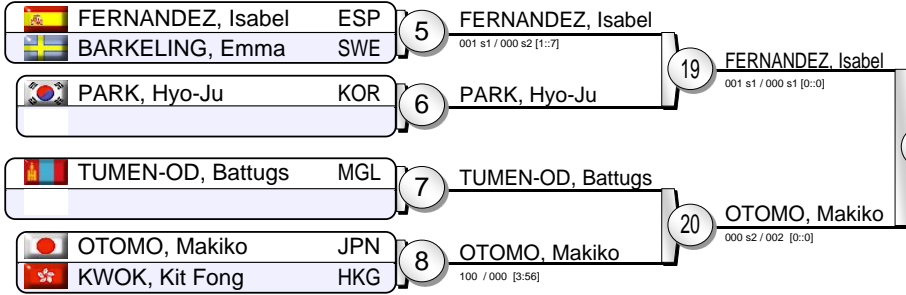 FERNANDEZ, Isabel ESP
BARKELING, Emma SWE
5
FERNANDEZ, Isabel
001 s1 / 000 s2 [1::7]
PARK, Hyo-Ju KOR
6
PARK, Hyo-Ju
19
FERNANDEZ, Isabel
001 s1 / 000 s1 [0::0]
TUMEN-OD, Battugs MGL
7
TUMEN-OD, Battugs
OTOMO, Makiko JPN
KWOK, Kit Fong HKG
8
OTOMO, Makiko
100 / 000 [3:56]
20
OTOMO, Makiko
000 s2 / 002 [0::0]